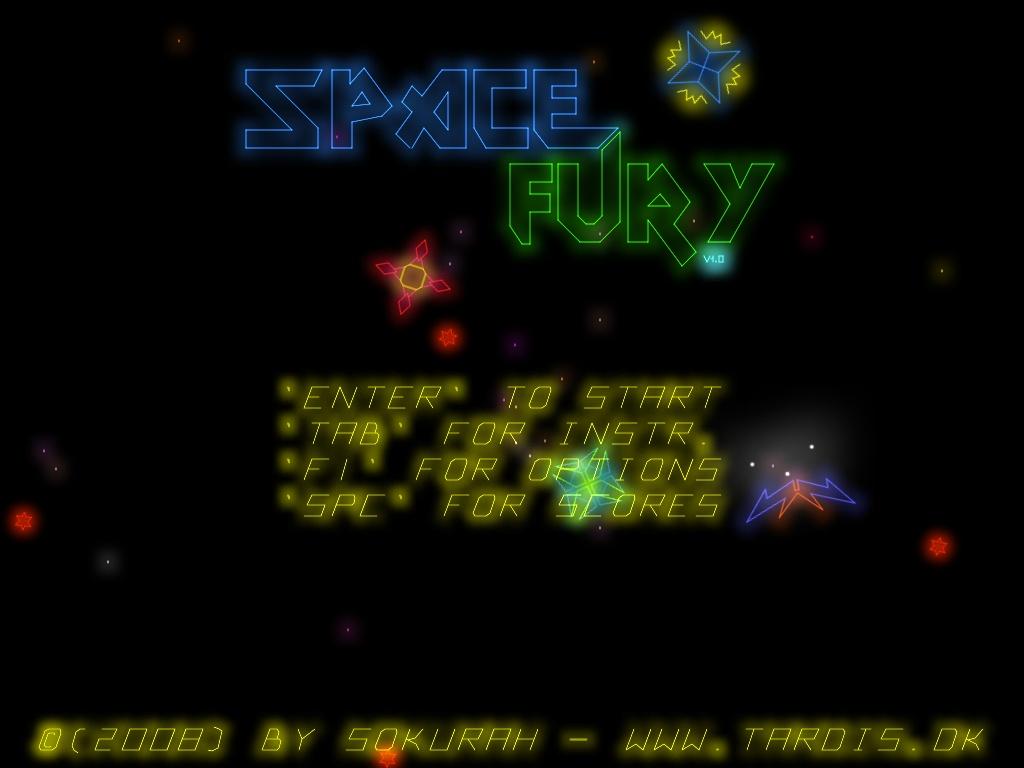 SPACE
FURY
V1.0
'ENTER' TO START
'TAB' FOR INSTR.
'F1' FOR OPTIONS
'SPC' FOR SCORES
©(2008) BY SOKURAH - WWW.TARDIS.DK